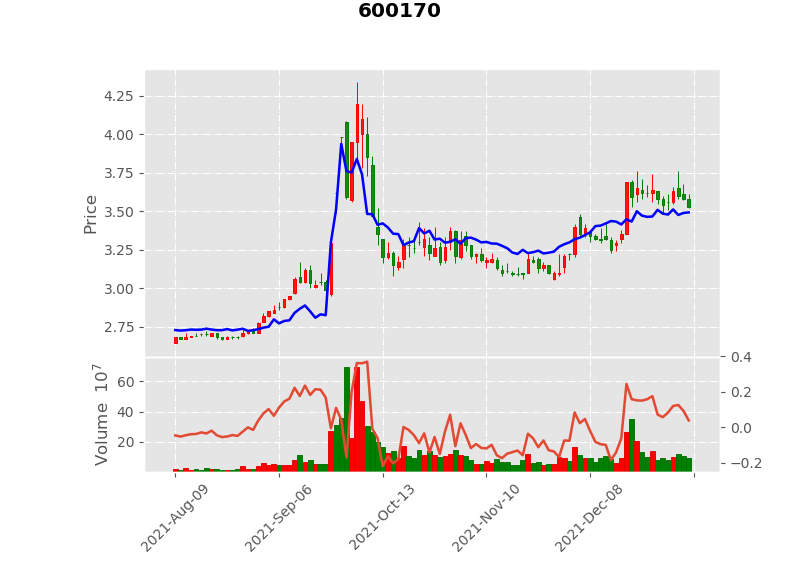 600170
Price
4.25
4.00
3.75
3.50
3.25
3.00
2.75
Volume 10^7
60
40
20
0.4
0.2
0.0
−0.2
2021-Aug-09
2021-Sep-06
2021-Oct-13
2021-Nov-10
2021-Dec-08